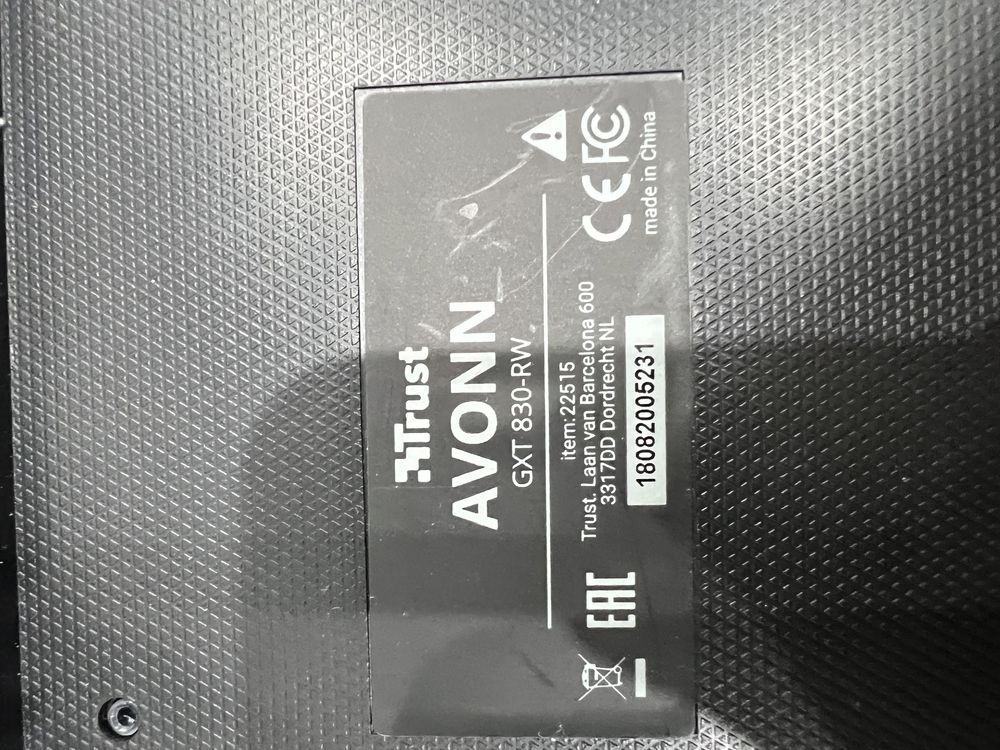 Trust
AVONN
GXT 830-RW
item:22515
Trust. Laan van Barcelona 600
3317DD Dordrecht NL
18082005231
EAC
CE FC
made in China